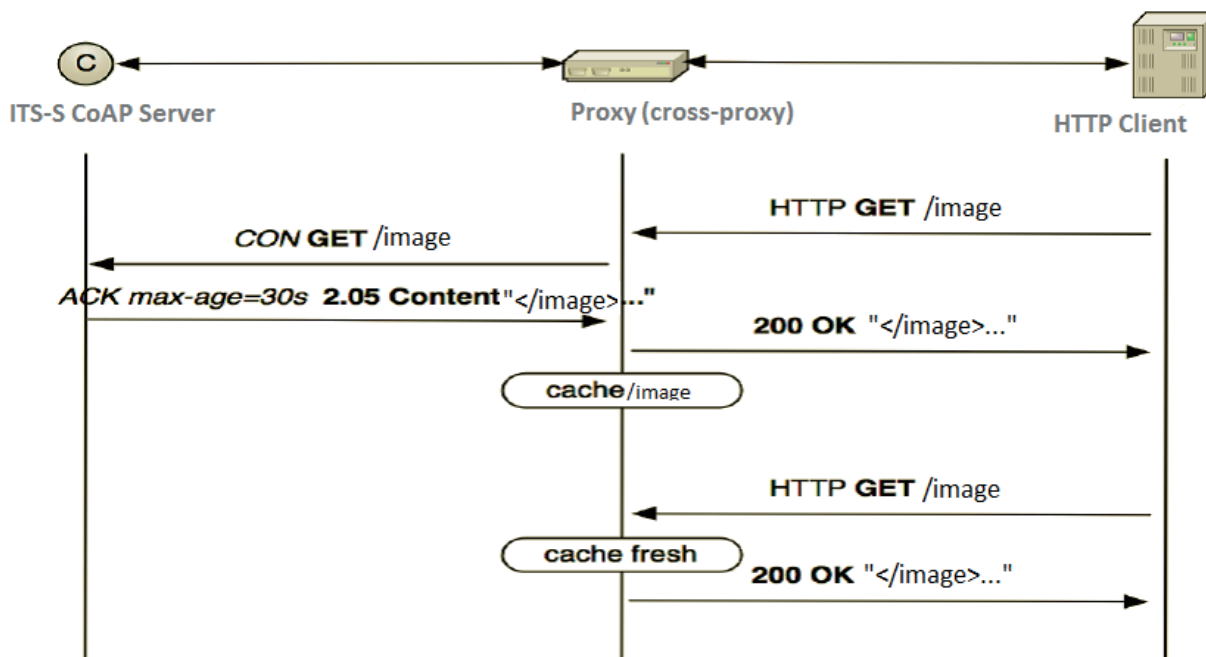 C
ITS-S CoAP Server
Proxy (cross-proxy)
HTTP Client
HTTP GET /image
CON GET /image
ACK max-age=30s 2.05 Content"</image>..."
200 OK "</image>..."
cache/image
HTTP GET /image
cache fresh
200 OK "</image>..."